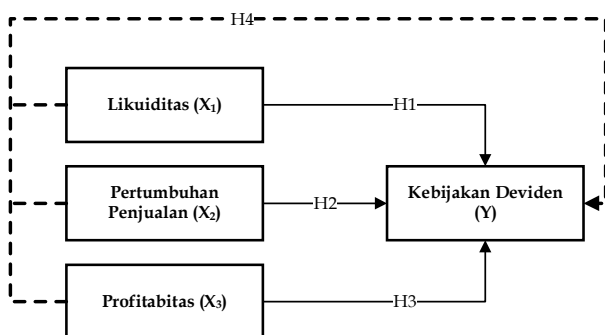 H4
Likuiditas (X₁)
H1
Pertumbuhan
Penjualan (X₂)
H2
Kebijakan Deviden
(Y)
Profitabitas (X₃)
H3